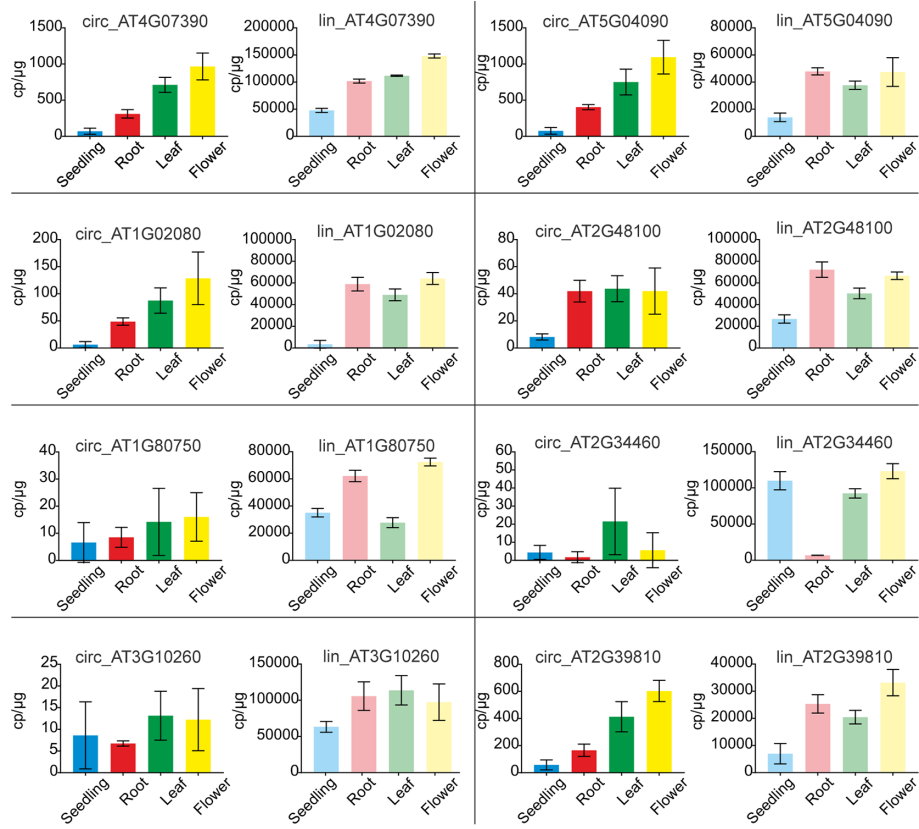 circ_AT4G07390
cp/µg
1500
1000
500
0
Seedling Root Leaf Flower
lin_AT4G07390
cp/µg
200000
150000
100000
50000
0
Seedling Root Leaf Flower
circ_AT5G04090
cp/µg
1500
1000
500
0
Seedling Root Leaf Flower
lin_AT5G04090
cp/µg
80000
60000
40000
20000
0
Seedling Root Leaf Flower
circ_AT1G02080
cp/µg
200
150
100
50
0
Seedling Root Leaf Flower
lin_AT1G02080
cp/µg
100000
80000
60000
40000
20000
0
Seedling Root Leaf Flower
circ_AT2G48100
cp/µg
80
60
40
20
0
Seedling Root Leaf Flower
lin_AT2G48100
cp/µg
100000
80000
60000
40000
20000
0
Seedling Root Leaf Flower
circ_AT1G80750
cp/µg
40
30
20
10
0
Seedling Root Leaf Flower
lin_AT1G80750
cp/µg
80000
60000
40000
20000
0
Seedling Root Leaf Flower
circ_AT2G34460
cp/µg
60
50
40
30
20
10
0
Seedling Root Leaf Flower
lin_AT2G34460
cp/µg
150000
100000
50000
0
Seedling Root Leaf Flower
circ_AT3G10260
cp/µg
25
20
15
10
5
0
Seedling Root Leaf Flower
lin_AT3G10260
cp/µg
150000
100000
50000
0
Seedling Root Leaf Flower
circ_AT2G39810
cp/µg
800
600
400
200
0
Seedling Root Leaf Flower
lin_AT2G39810
cp/µg
40000
30000
20000
10000
0
Seedling Root Leaf Flower